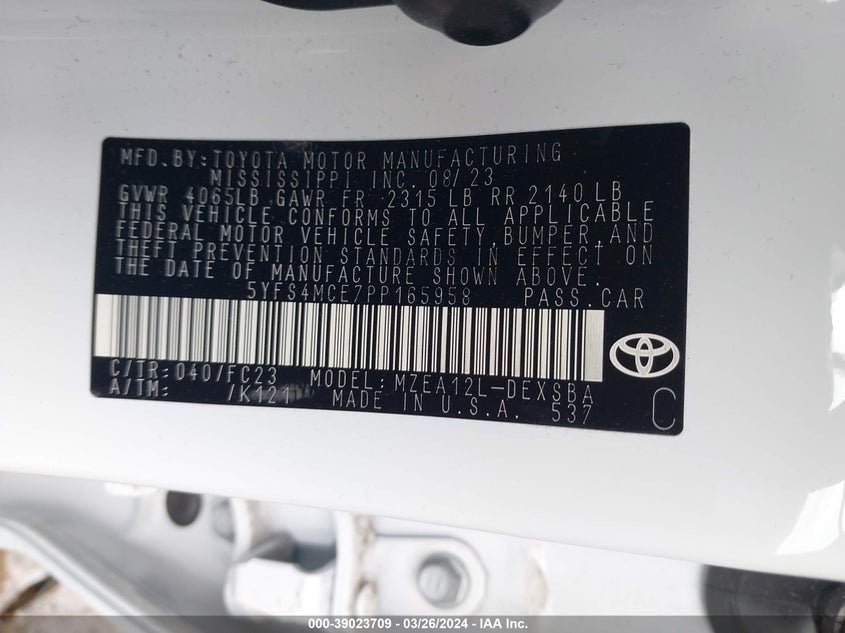 MFD.BY:TOYOTA MOTOR MANUFACTURING
MISSISSIPPI INC. 08/23
GVWR 4065LB GAWR FR 2315 LB RR 2140 LB
THIS VEHICLE CONFORMS TO ALL APPLICABLE
FEDERAL MOTOR VEHICLE SAFETY,BUMPER,AND
THEFT PREVENTION STANDARDS IN EFFECT ON
THE DATE OF MANUFACTURE SHOWN ABOVE.
5YFS4MCE7PP165958 PASS.CAR
C/TR:040/FC23 MODEL:MZEA12L-DEXSBA
A/TM: /K121 MADE IN U.S.A. 537
C
000-39023709 / 03/26/2024 - IAA Inc.